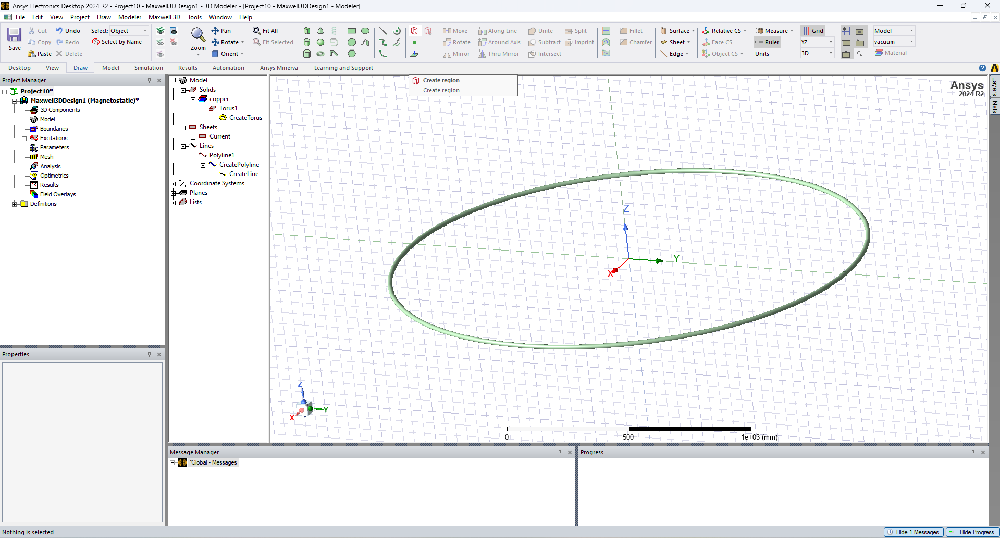 Ansys Electronics Desktop 2024 R2 - Project10 - Maxwell3DDesign1 - 3D Modeler - [Project10 - Maxwell3DDesign1 - Modeler]
File Edit View Project Draw Modeler Maxwell 3D Tools Window Help
Save
Cut
Copy
Paste
Undo
Redo
Delete
Select: Object
Select by Name
Zoom
Pan
Rotate
Orient
Fit All
Fit Selected
Move
Rotate
Mirror
Along Line
Around Axis
Thru Mirror
Unite
Subtract
Intersect
Split
Imprint
Fillet
Chamfer
Surface
Sheet
Edge
Relative CS
Face CS
Object CS
Measure
Ruler
Units
Grid
YZ
3D
Model
vacuum
Material
Desktop View Draw Model Simulation Results Automation Ansys Minerva Learning and Support
Project Manager
Project10*
Maxwell3DDesign1 (Magnetostatic)*
3D Components
Model
Boundaries
Excitations
Parameters
Mesh
Analysis
Optimetrics
Results
Field Overlays
Definitions
Properties
Model
Solids
copper
Torus1
CreateTorus
Sheets
Current
Lines
Polyline1
CreatePolyline
CreateLine
Coordinate Systems
Planes
Lists
Create region
Create region
Ansys
2024 R2
Layers
Nets
Z
Y
X
Z
Y
X
0 500 1e+03 (mm)
Message Manager
*Global - Messages
Progress
Nothing is selected
Hide 1 Messages
Hide Progress